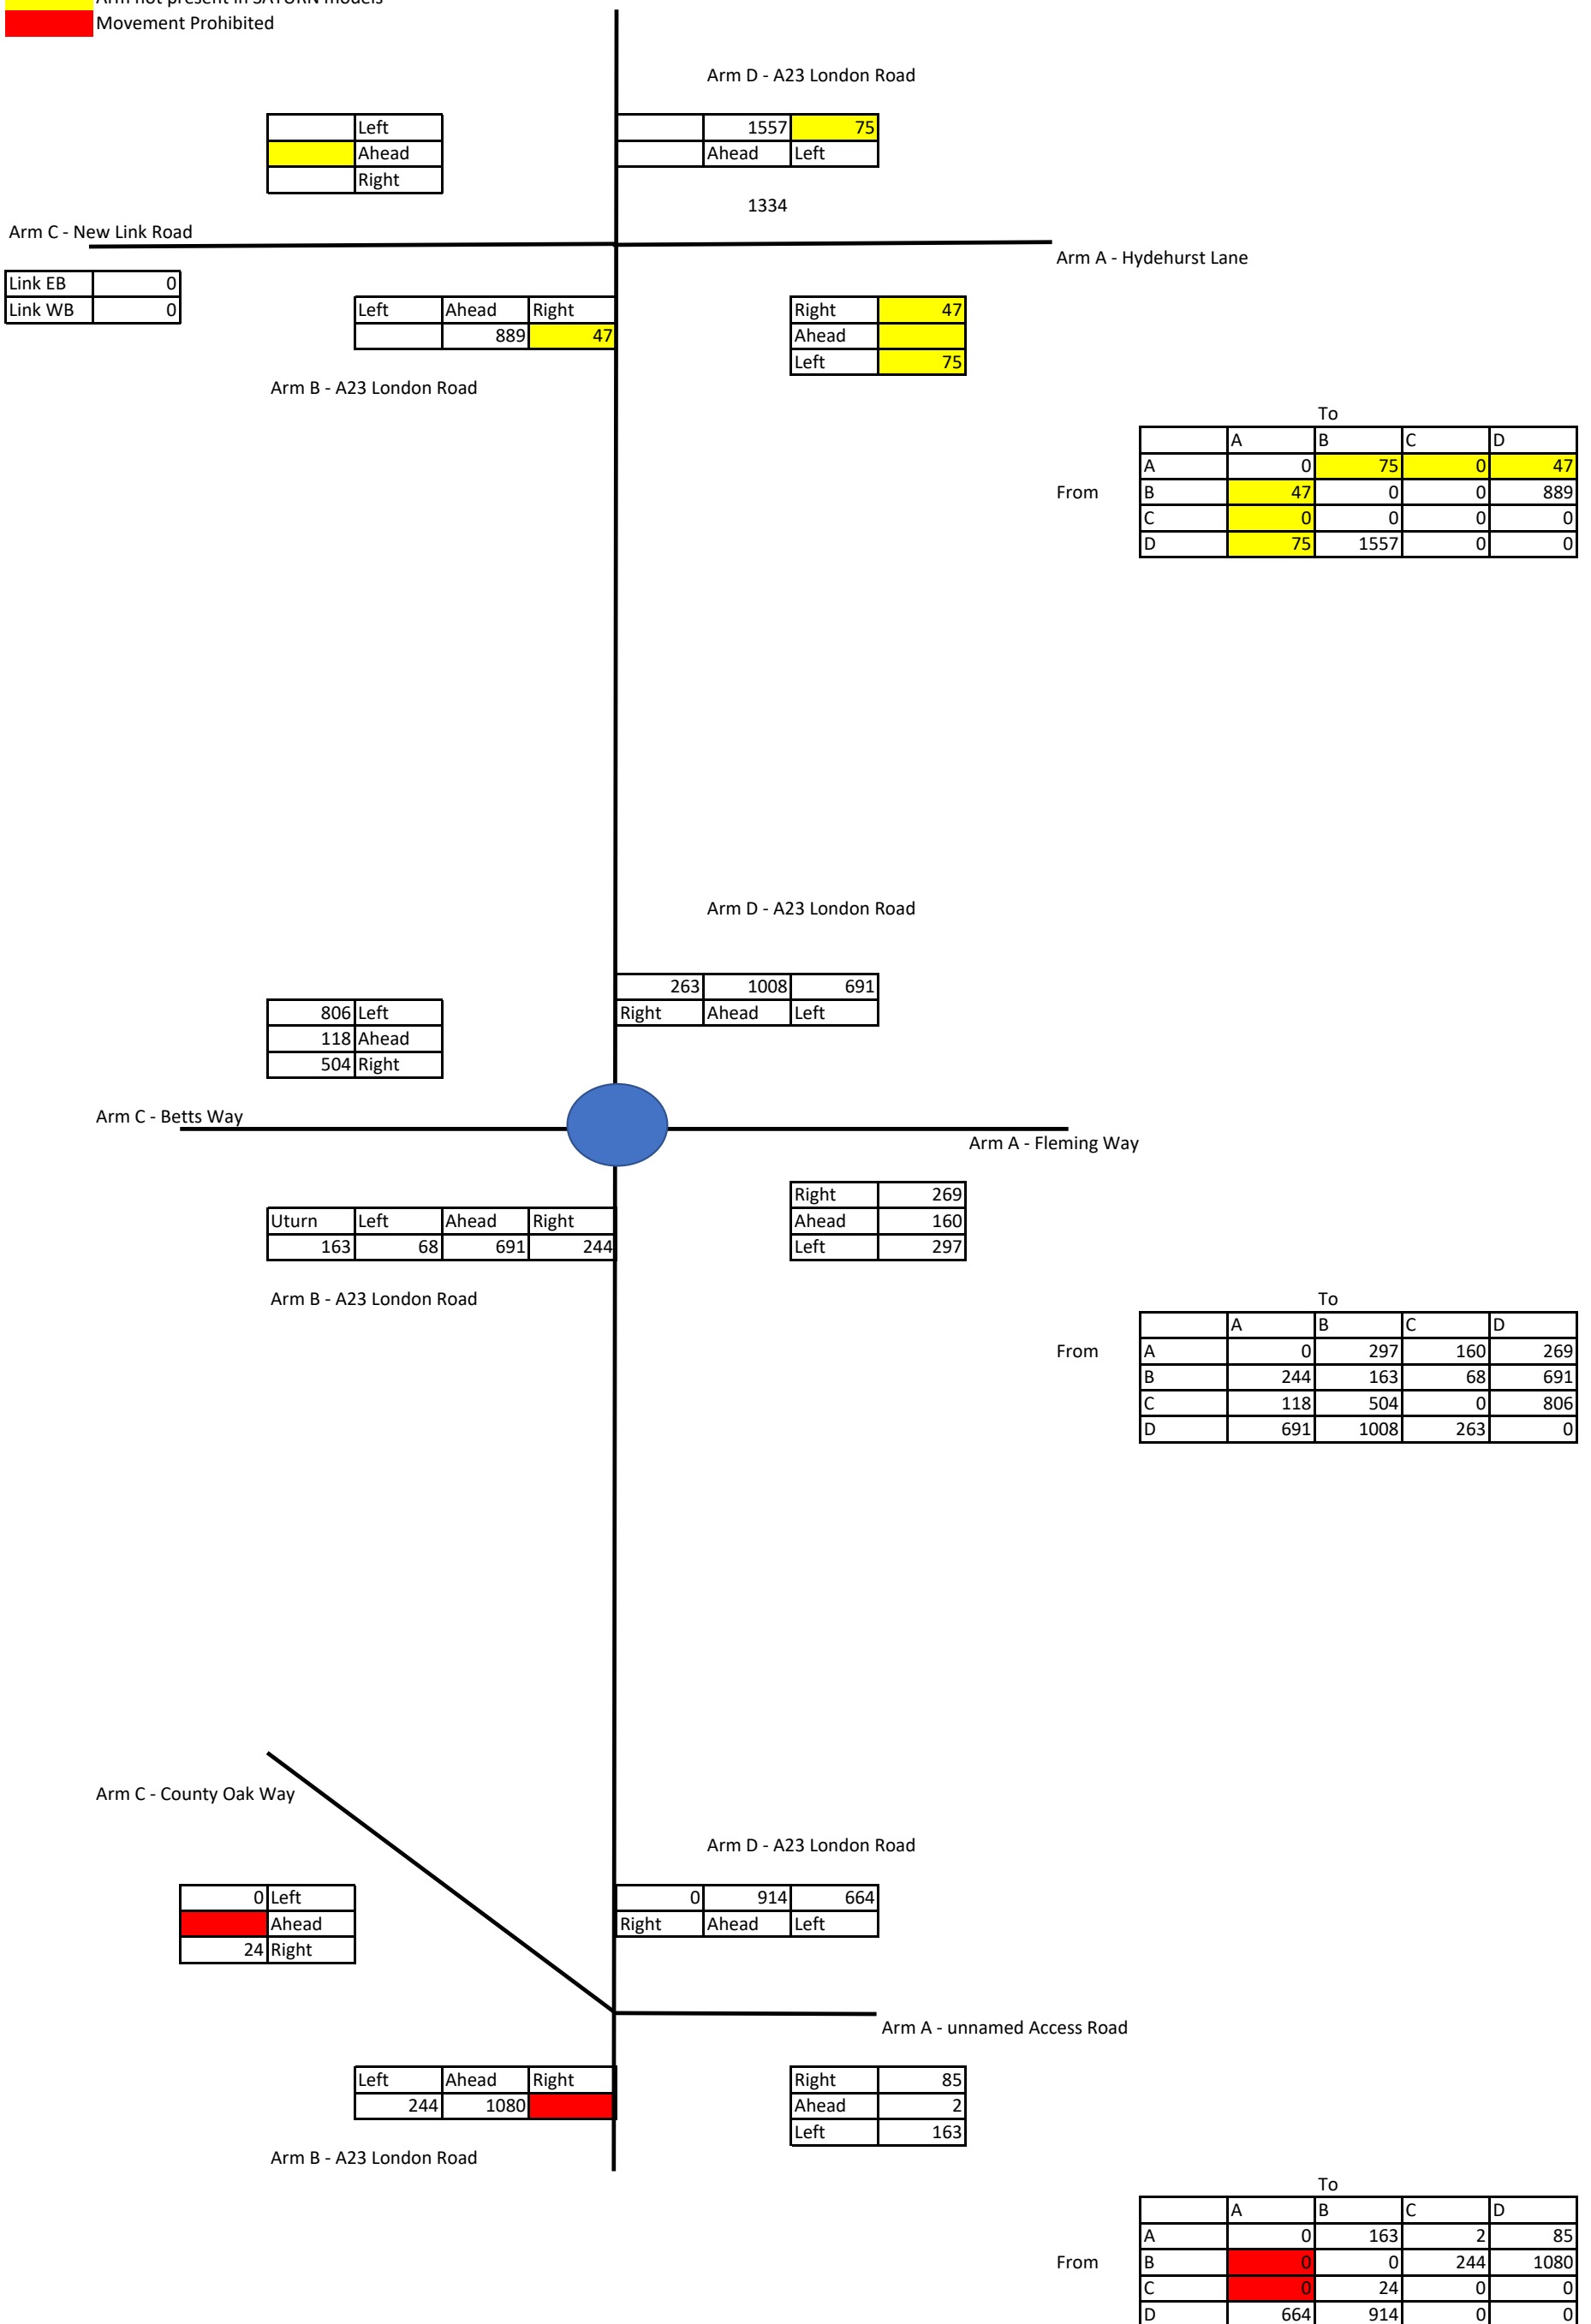 Arm not present in SATURN models
Movement Prohibited
Arm D - A23 London Road
Left
Ahead
Right
1557 75
Ahead Left
1334
Arm C - New Link Road
Arm A - Hydehurst Lane
Link EB 0
Link WB 0
Left Ahead Right
889 47
Right 47
Ahead
Left 75
Arm B - A23 London Road
To
A B C D
A 0 75 0 47
From B 47 0 0 889
C 0 0 0 0
D 75 1557 0 0
Arm D - A23 London Road
263 1008 691
Right Ahead Left
806 Left
118 Ahead
504 Right
Arm C - Betts Way
Arm A - Fleming Way
Right 269
Ahead 160
Left 297
Uturn Left Ahead Right
163 68 691 244
Arm B - A23 London Road
To
A B C D
From A 0 297 160 269
B 244 163 68 691
C 118 504 0 806
D 691 1008 263 0
Arm C - County Oak Way
Arm D - A23 London Road
0 Left
Ahead
24 Right
0 914 664
Right Ahead Left
Arm A - unnamed Access Road
Left Ahead Right
244 1080
Right 85
Ahead 2
Left 163
Arm B - A23 London Road
To
A B C D
A 0 163 2 85
From B 0 0 244 1080
C 0 24 0 0
D 664 914 0 0